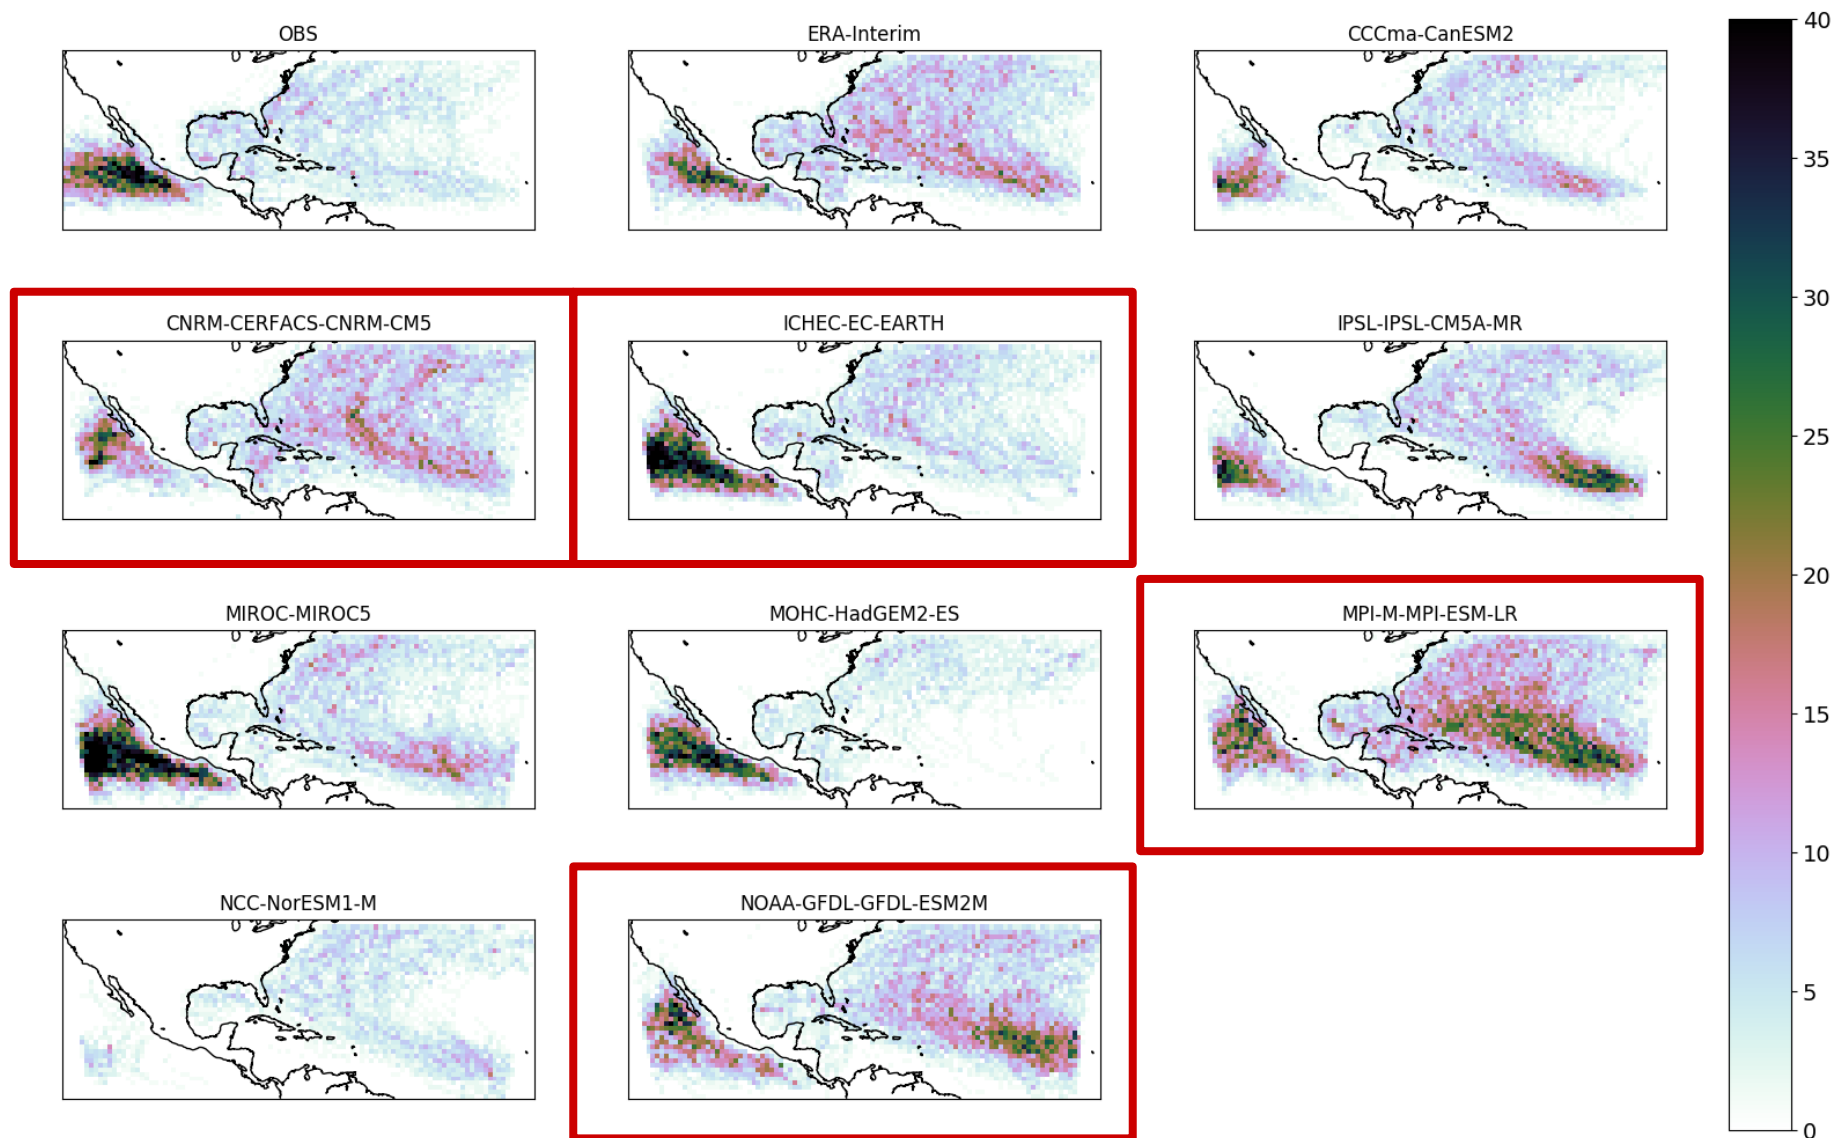 OBS
ERA-Interim
CCCma-CanESM2
CNRM-CERFACS-CNRM-CM5
ICHEC-EC-EARTH
IPSL-IPSL-CM5A-MR
MIROC-MIROC5
MOHC-HadGEM2-ES
MPI-M-MPI-ESM-LR
NCC-NorESM1-M
NOAA-GFDL-GFDL-ESM2M
40
35
30
25
20
15
10
5
0